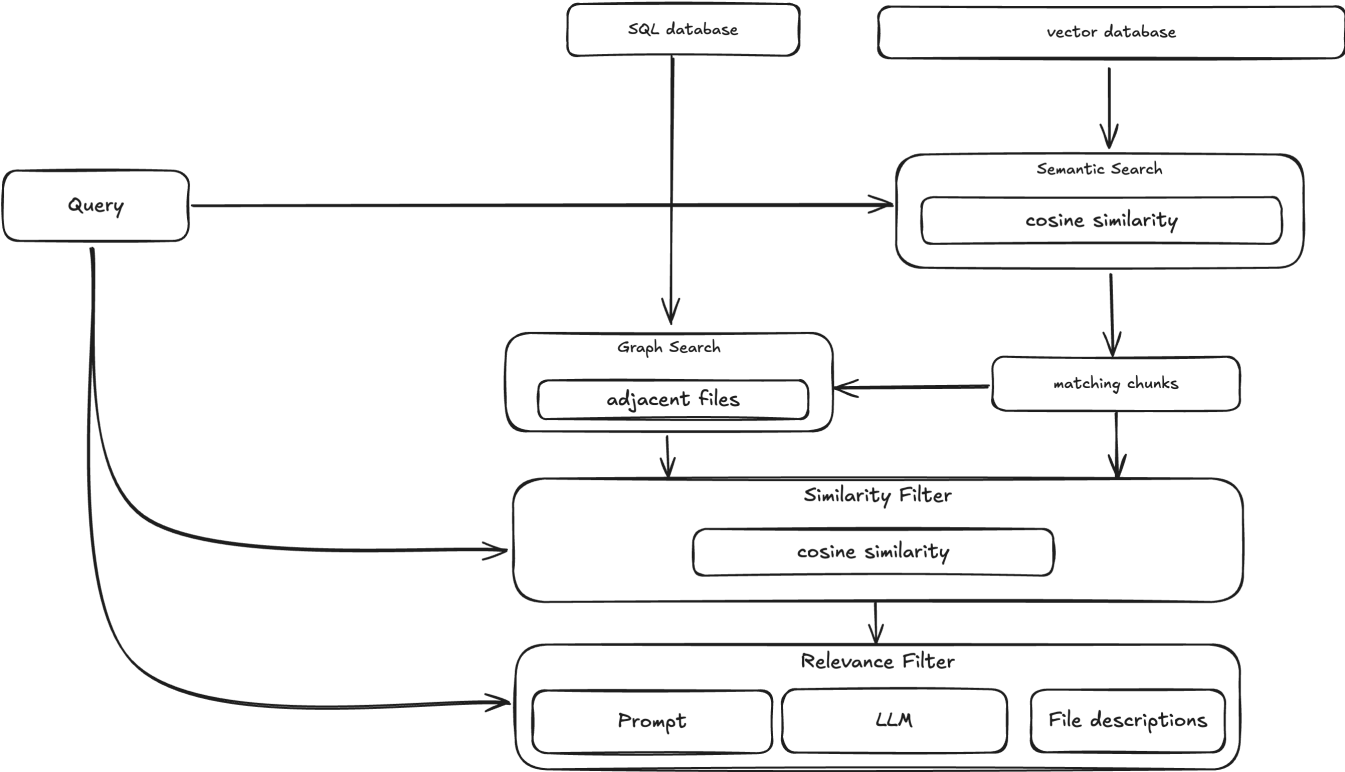 SQL database
vector database
Query
Semantic Search
cosine similarity
Graph Search
adjacent files
matching chunks
Similarity Filter
cosine similarity
Relevance Filter
Prompt
LLM
File descriptions